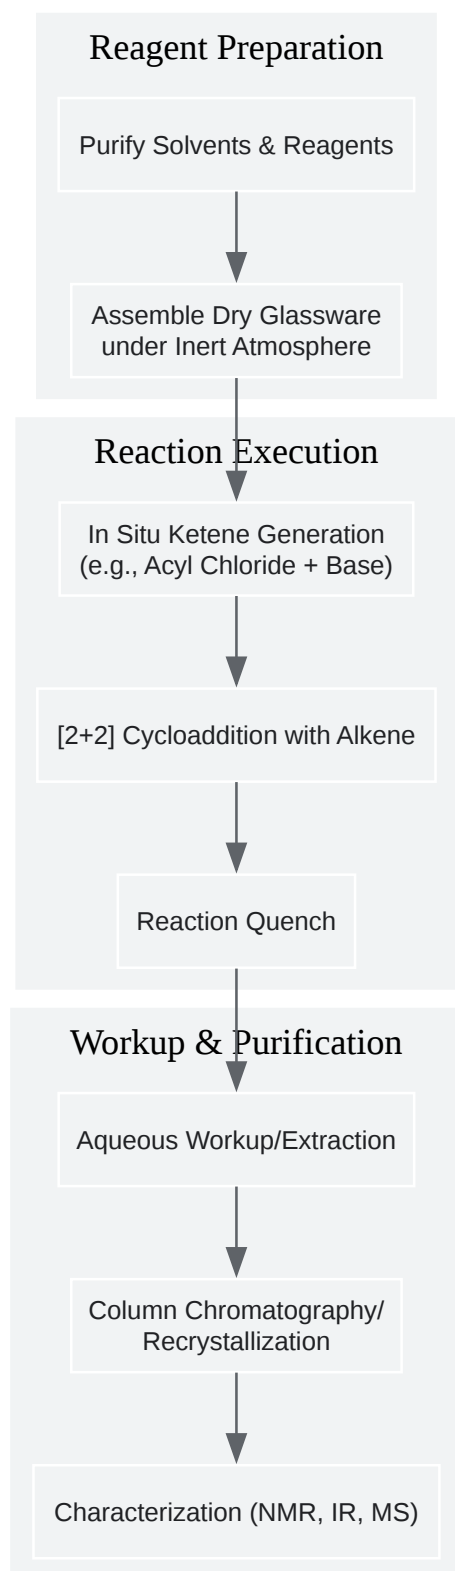 Reagent Preparation
Purify Solvents & Reagents
Assemble Dry Glassware
under Inert Atmosphere
Reaction Execution
In Situ Ketene Generation
(e.g., Acyl Chloride + Base)
[2+2] Cycloaddition with Alkene
Reaction Quench
Workup & Purification
Aqueous Workup/Extraction
Column Chromatography/
Recrystallization
Characterization (NMR, IR, MS)